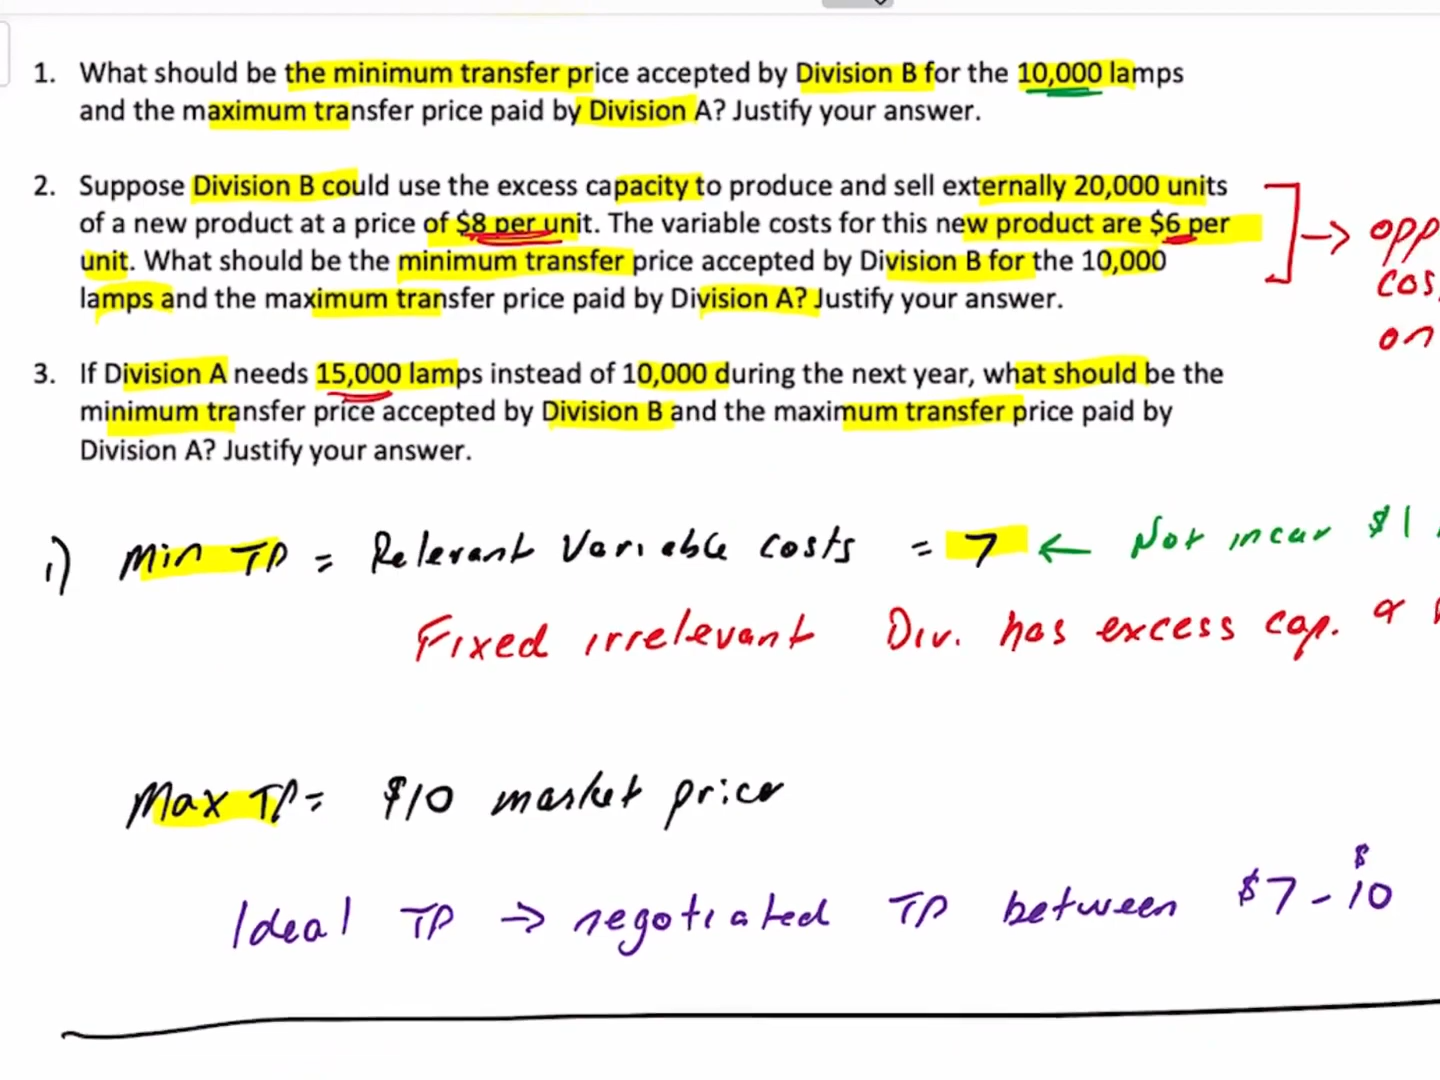 1. What should be the minimum transfer price accepted by Division B for the 10,000 lamps
and the maximum transfer price paid by Division A? Justify your answer.
2. Suppose Division B could use the excess capacity to produce and sell externally 20,000 units
of a new product at a price of $8 per unit. The variable costs for this new product are $6 per
unit. What should be the minimum transfer price accepted by Division B for the 10,000
lamps and the maximum transfer price paid by Division A? Justify your answer.
→ opp
cos
on
3. If Division A needs 15,000 lamps instead of 10,000 during the next year, what should be the
minimum transfer price accepted by Division B and the maximum transfer price paid by
Division A? Justify your answer.
1) Min TP = Relevant Variable costs = 7 ← Not incur $1
Fixed irrelevant Div. has excess cap. &
Max TP = $10 market price
Ideal TP → negotiated TP between $7 - $10